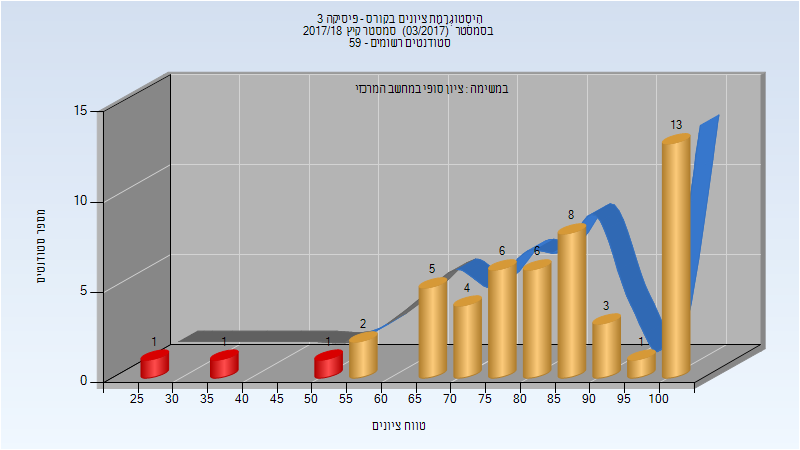 היסטוגרמת ציונים בקורס - פיסיקה 3
בסמסטר (03/2017) סמסטר קיץ 2017/18
סטודנטים רשומים - 59
במשימה : ציון סופי במחשב המרכזי
מספר סטודנטים
15
10
5
0
1
1
1
2
5
4
6
6
8
3
1
13
25 30 35 40 45 50 55 60 65 70 75 80 85 90 95 100
טווח ציונים